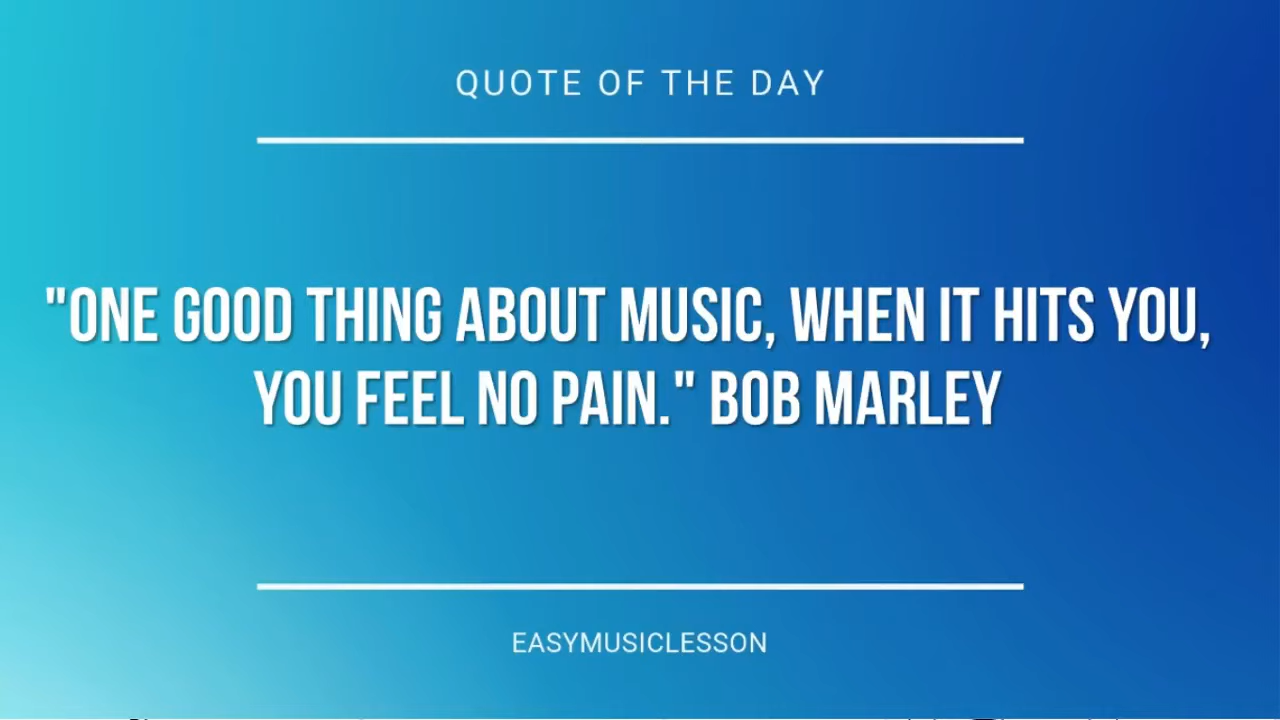 QUOTE OF THE DAY
"ONE GOOD THING ABOUT MUSIC, WHEN IT HITS YOU,
YOU FEEL NO PAIN." BOB MARLEY
EASYMUSICLESSON